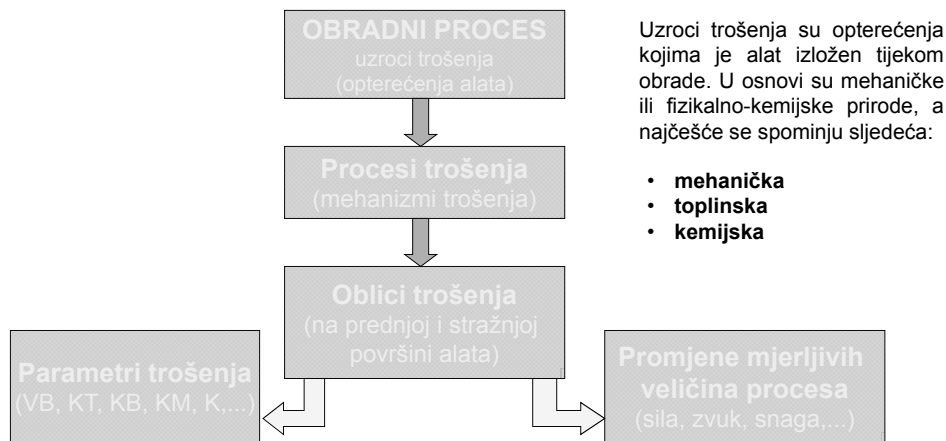 OBRADNI PROCES
uzroci trošenja
(opterećenja alata)
Uzroci trošenja su opterećenja
kojima je alat izložen tijekom
obrade. U osnovi su mehaničke
ili fizikalno-kemijske prirode, a
najčešće se spominju sljedeća:
• mehanička
• toplinska
• kemijska
Procesi trošenja
(mehanizmi trošenja)
Oblici trošenja
(na prednjoj i stražnjoj
površini alata)
Parametri trošenja
(VB, KT, KB, KM, K,...)
Promjene mjerljivih
veličina procesa
(sila, zvuk, snaga,...)